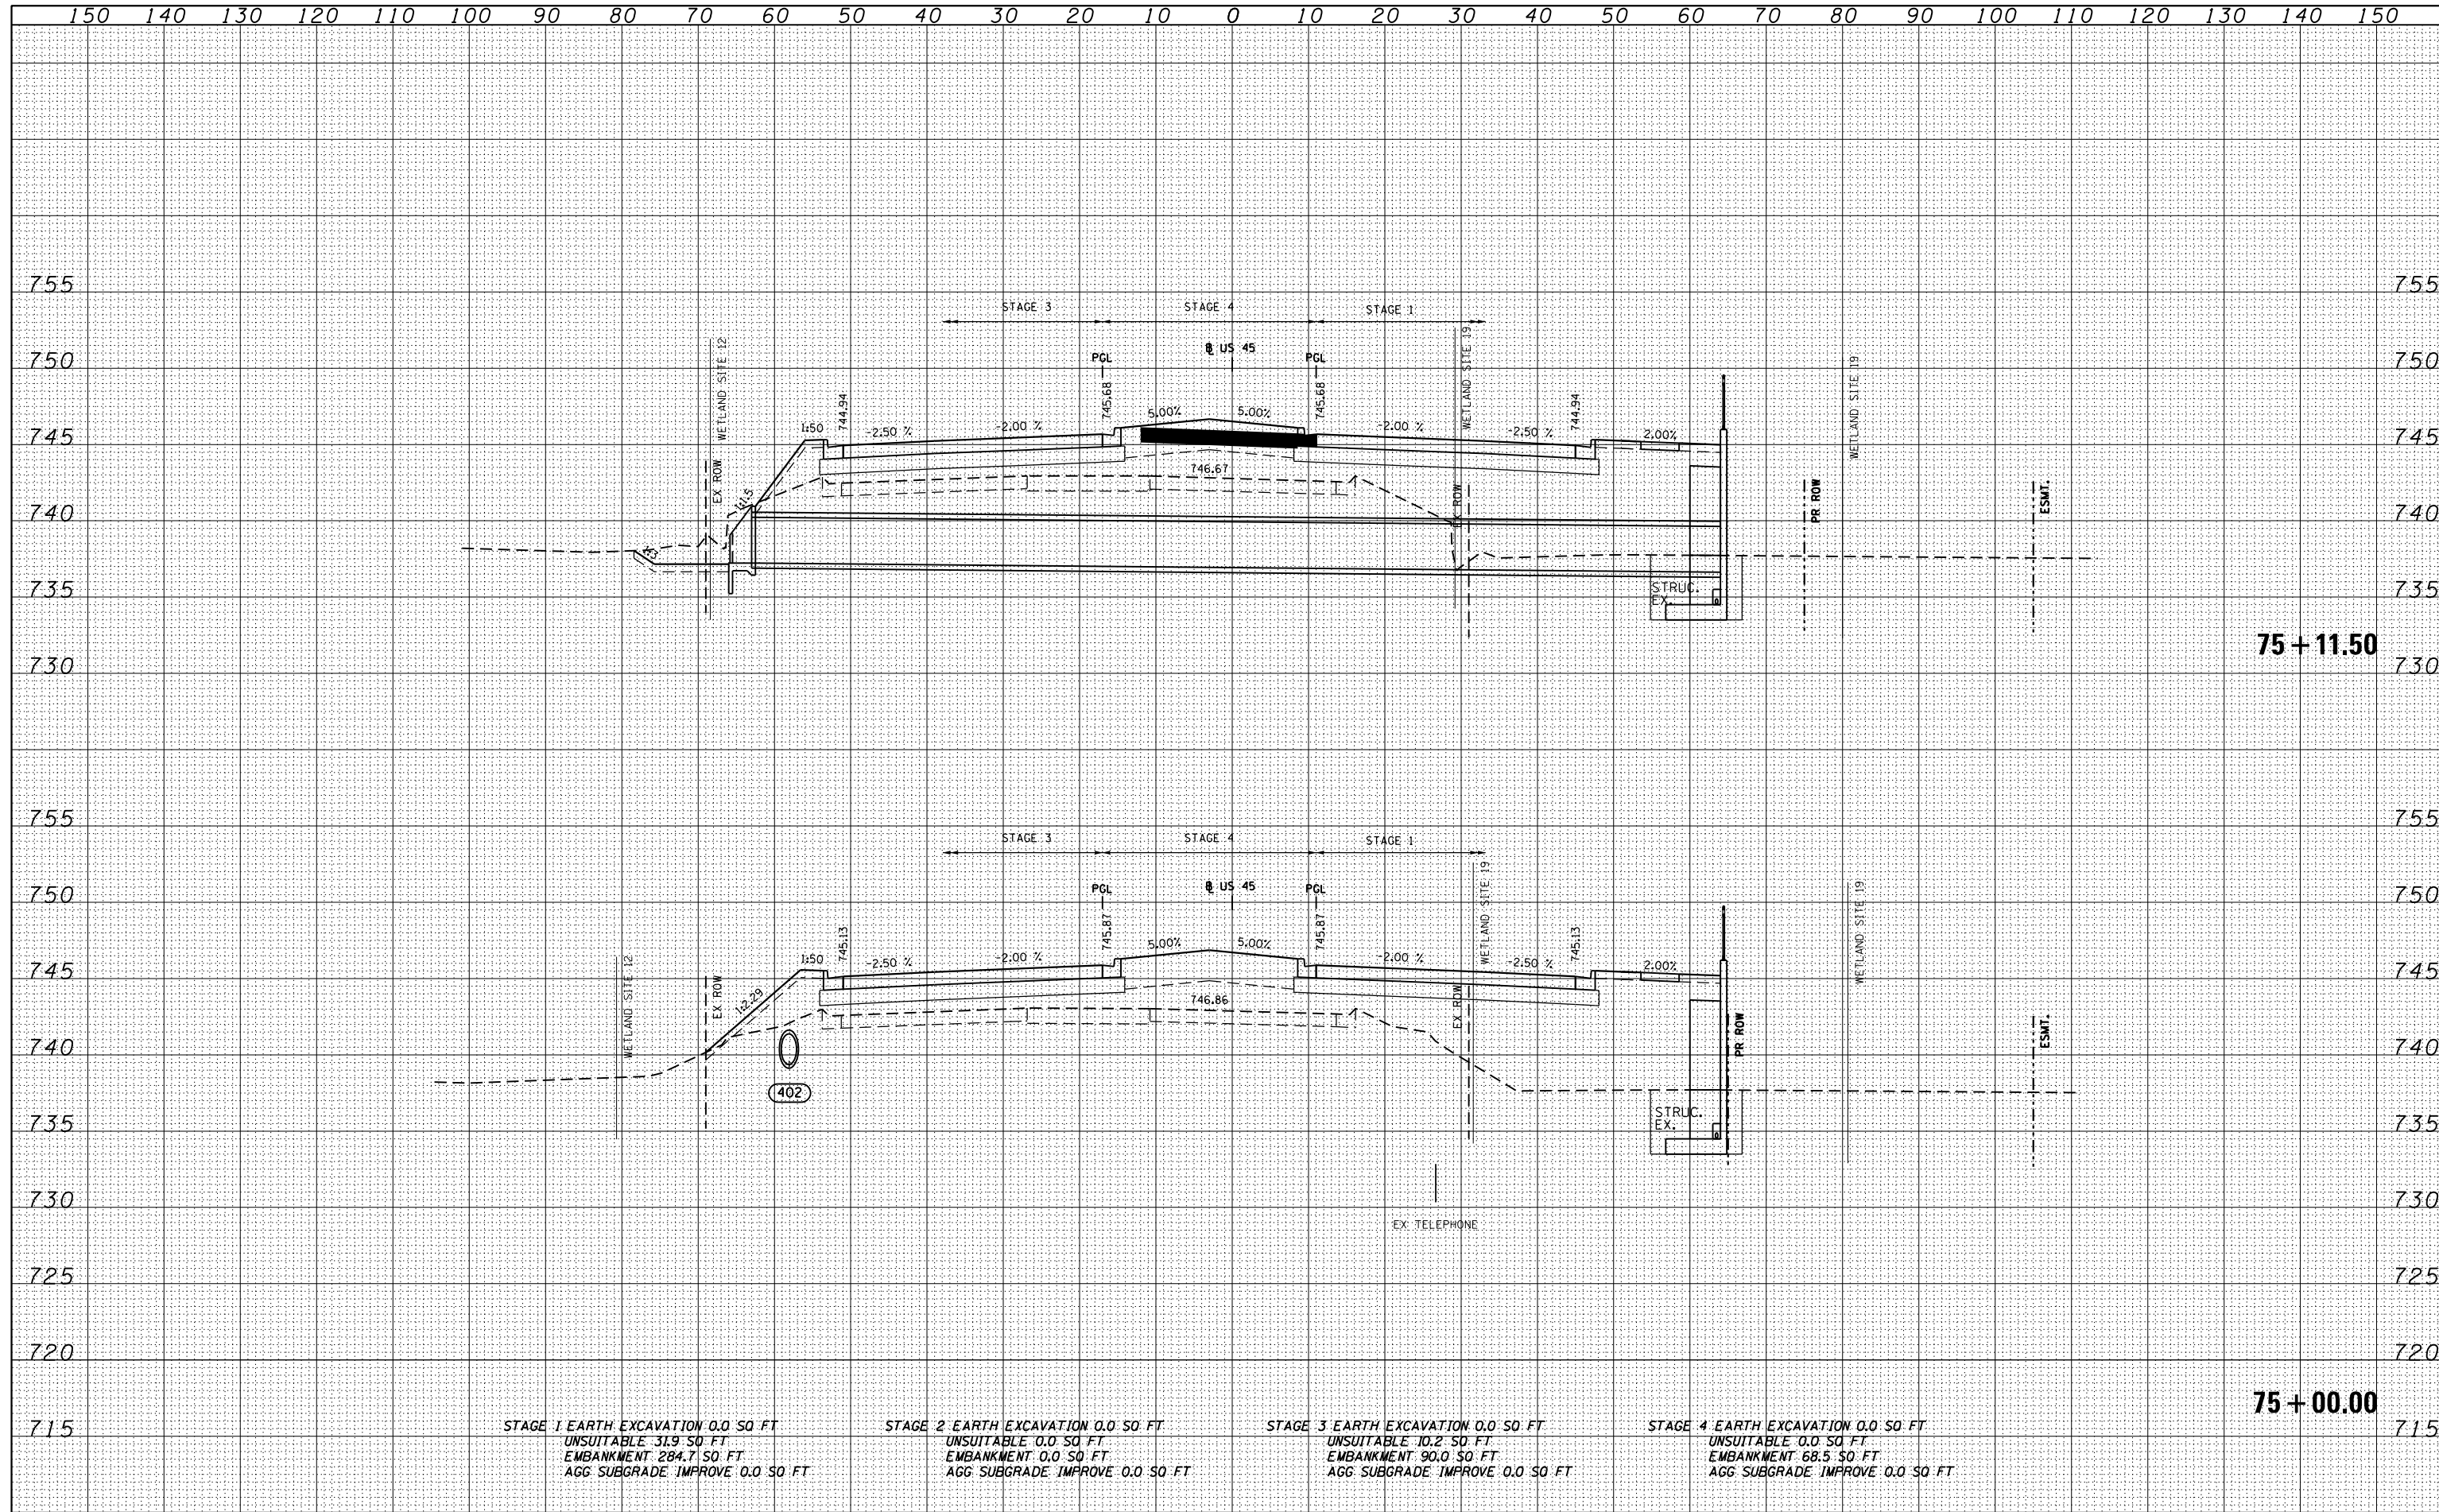 150 140 130 120 110 100 90 80 70 60 50 40 30 20 10 0 10 20 30 40 50 60 70 80 90 100 110 120 130 140 150
755 755
STAGE 3 STAGE 4 STAGE 1
750 PGL ℄ US 45 PGL 750
WETLAND SITE 12
WETLAND SITE 19
WETLAND SITE 19
745.68
745.68
744.94
744.94
1:50 -2.50 % -2.00 % 5.00% 5.00% -2.00 % -2.50 % 2.00%
745 745
746.67
EX ROW
EX ROW
PR ROW
ESMT.
1:1.5
740 740
1:3
735 735
STRUC.
EX.
75+11.50
730 730
755 755
STAGE 3 STAGE 4 STAGE 1
750 PGL ℄ US 45 PGL 750
WETLAND SITE 12
WETLAND SITE 19
WETLAND SITE 19
745.87
745.87
745.13
745.13
1:50 -2.50 % -2.00 % 5.00% 5.00% -2.00 % -2.50 % 2.00%
745 745
746.86
EX ROW
EX ROW
PR ROW
ESMT.
1:2.29
740 740
402
735 735
STRUC.
EX.
730 730
EX TELEPHONE
725 725
720 720
75+00.00
715 715
STAGE 1 EARTH EXCAVATION 0.0 SQ FT
UNSUITABLE 31.9 SQ FT
EMBANKMENT 284.7 SQ FT
AGG SUBGRADE IMPROVE 0.0 SQ FT
STAGE 2 EARTH EXCAVATION 0.0 SQ FT
UNSUITABLE 0.0 SQ FT
EMBANKMENT 0.0 SQ FT
AGG SUBGRADE IMPROVE 0.0 SQ FT
STAGE 3 EARTH EXCAVATION 0.0 SQ FT
UNSUITABLE 10.2 SQ FT
EMBANKMENT 90.0 SQ FT
AGG SUBGRADE IMPROVE 0.0 SQ FT
STAGE 4 EARTH EXCAVATION 0.0 SQ FT
UNSUITABLE 0.0 SQ FT
EMBANKMENT 68.5 SQ FT
AGG SUBGRADE IMPROVE 0.0 SQ FT